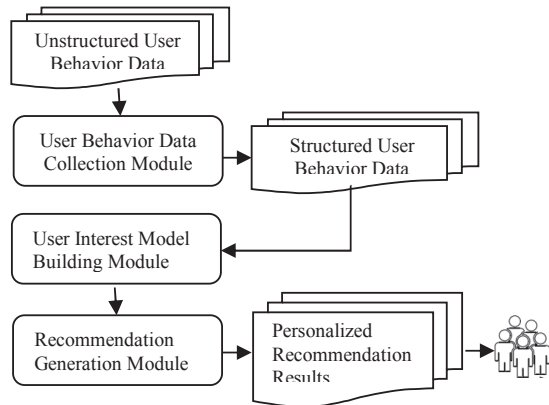 Unstructured User
Behavior Data
User Behavior Data
Collection Module
Structured User
Behavior Data
User Interest Model
Building Module
Recommendation
Generation Module
Personalized
Recommendation
Results